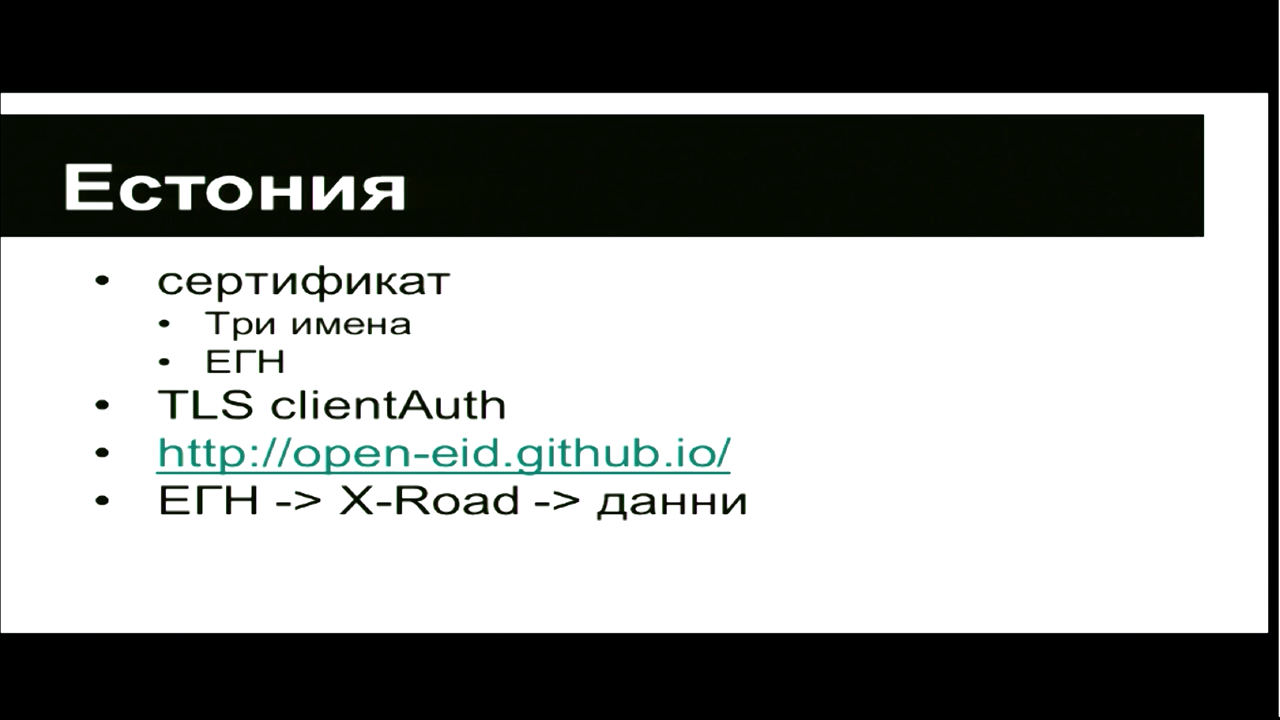 Естония
• сертификат
• Три имена
• ЕГН
• TLS clientAuth
• http://open-eid.github.io/
• ЕГН -> X-Road -> данни